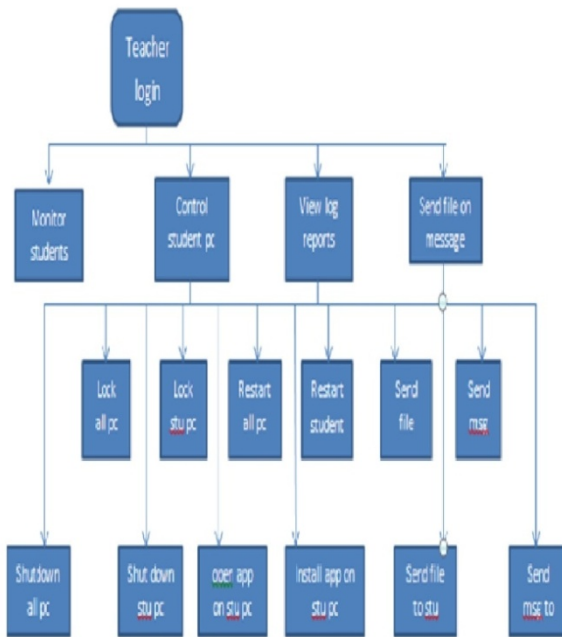 Teacher
login
Monitor
students
Control
student pc
View log
reports
Send file on
message
Lock
all pc
Lock
stu pc
Restart
all pc
Restart
student
Send
file
Send
msg
Shutdown
all pc
Shut down
stu pc
on stu pc
Install app on
stu pc
Send file
to stu
Send
msg to